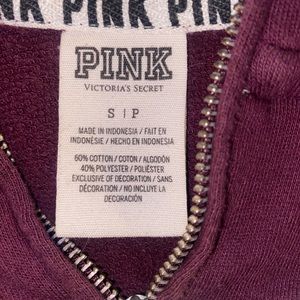 PINK PINK PIN
PINK
VICTORIA'S SECRET
S | P
MADE IN INDONESIA / FAIT EN
INDONÉSIE / HECHO EN INDONESIA
60% COTTON / COTON / ALGODÓN
40% POLYESTER / POLIÉSTER
EXCLUSIVE OF DECORATION / SANS
DÉCORATION / NO INCLUYE LA
DECORACIÓN